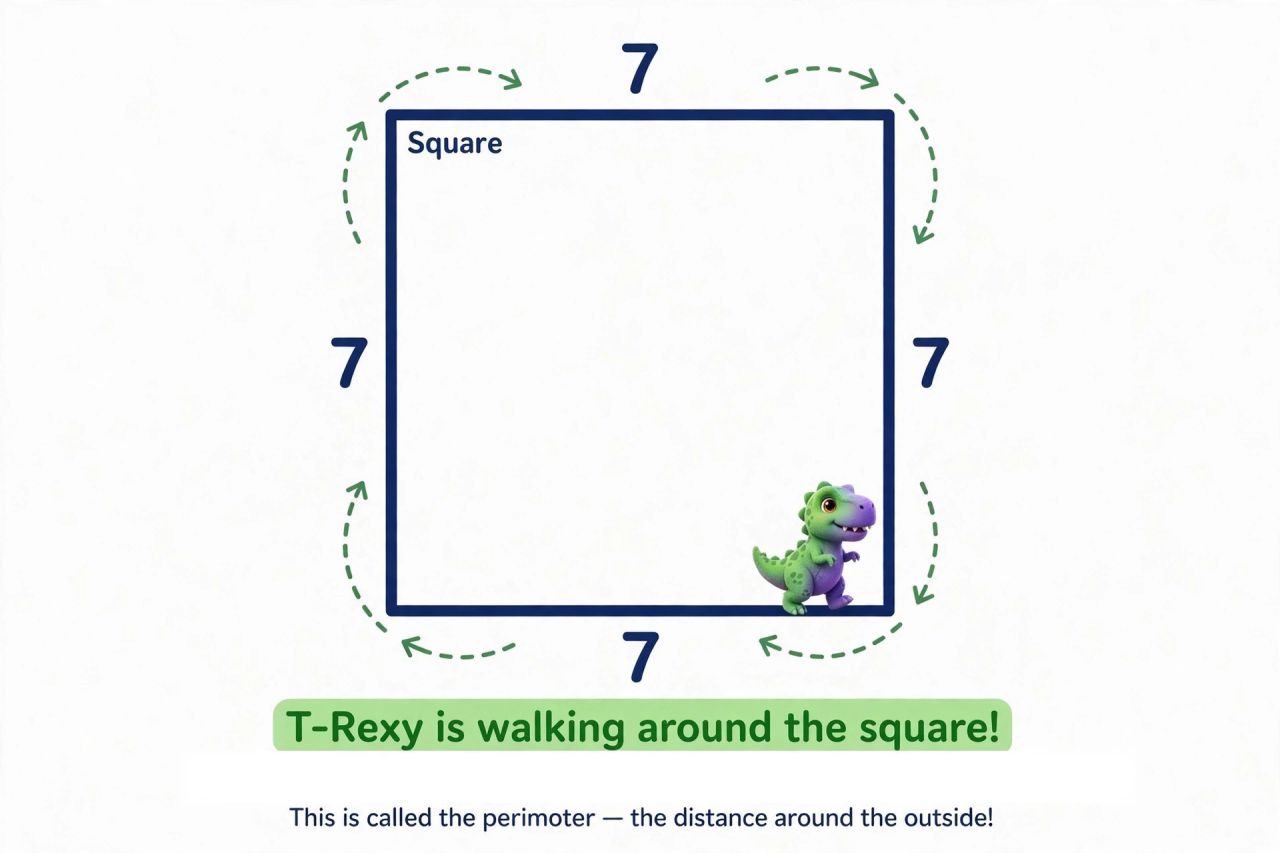 7
Square
7
7
7
T-Rexy is walking around the square!
This is called the perimoter — the distance around the outside!